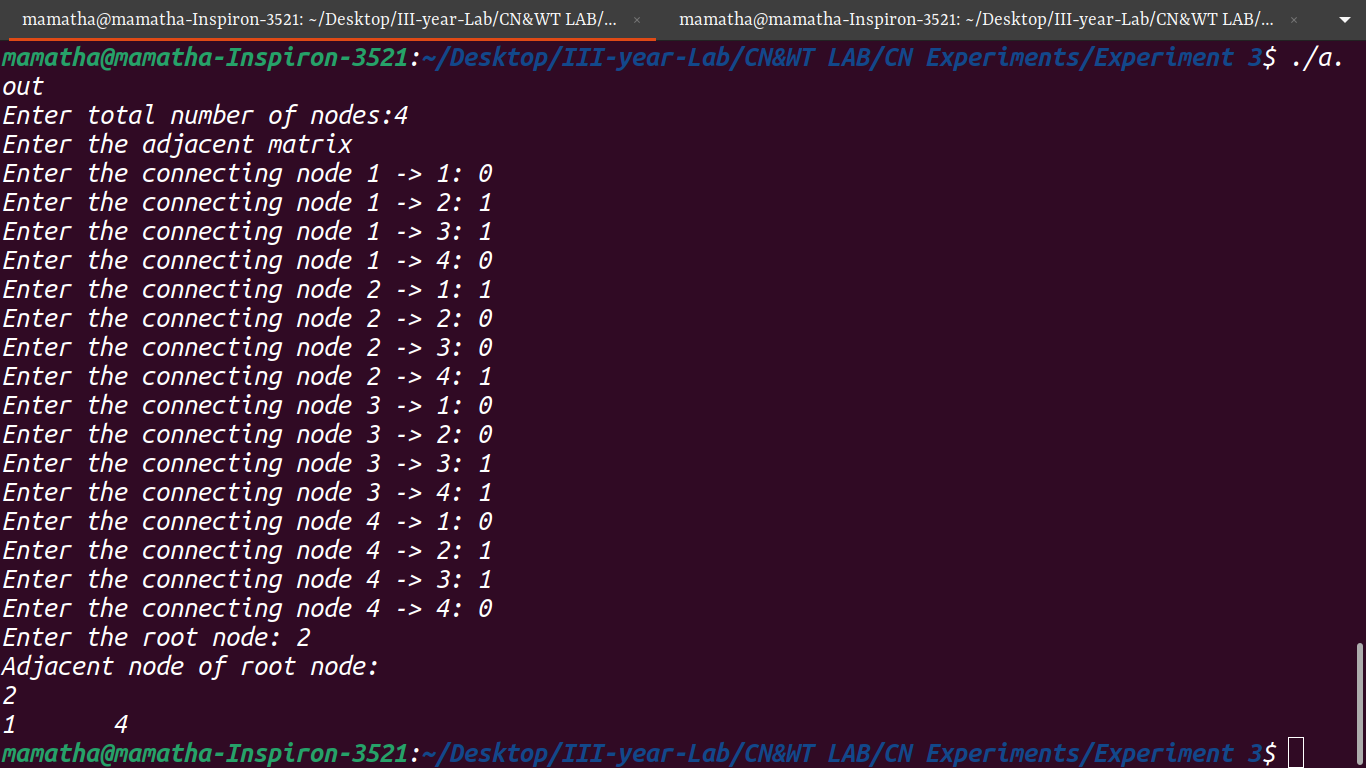 mamatha@mamatha-Inspiron-3521: ~/Desktop/III-year-Lab/CN&WT LAB/... × mamatha@mamatha-Inspiron-3521: ~/Desktop/III-year-Lab/CN&WT LAB/... ×
mamatha@mamatha-Inspiron-3521:~/Desktop/III-year-Lab/CN&WT LAB/CN Experiments/Experiment 3$ ./a.
out
Enter total number of nodes:4
Enter the adjacent matrix
Enter the connecting node 1 -> 1: 0
Enter the connecting node 1 -> 2: 1
Enter the connecting node 1 -> 3: 1
Enter the connecting node 1 -> 4: 0
Enter the connecting node 2 -> 1: 1
Enter the connecting node 2 -> 2: 0
Enter the connecting node 2 -> 3: 0
Enter the connecting node 2 -> 4: 1
Enter the connecting node 3 -> 1: 0
Enter the connecting node 3 -> 2: 0
Enter the connecting node 3 -> 3: 1
Enter the connecting node 3 -> 4: 1
Enter the connecting node 4 -> 1: 0
Enter the connecting node 4 -> 2: 1
Enter the connecting node 4 -> 3: 1
Enter the connecting node 4 -> 4: 0
Enter the root node: 2
Adjacent node of root node:
2
1       4
mamatha@mamatha-Inspiron-3521:~/Desktop/III-year-Lab/CN&WT LAB/CN Experiments/Experiment 3$